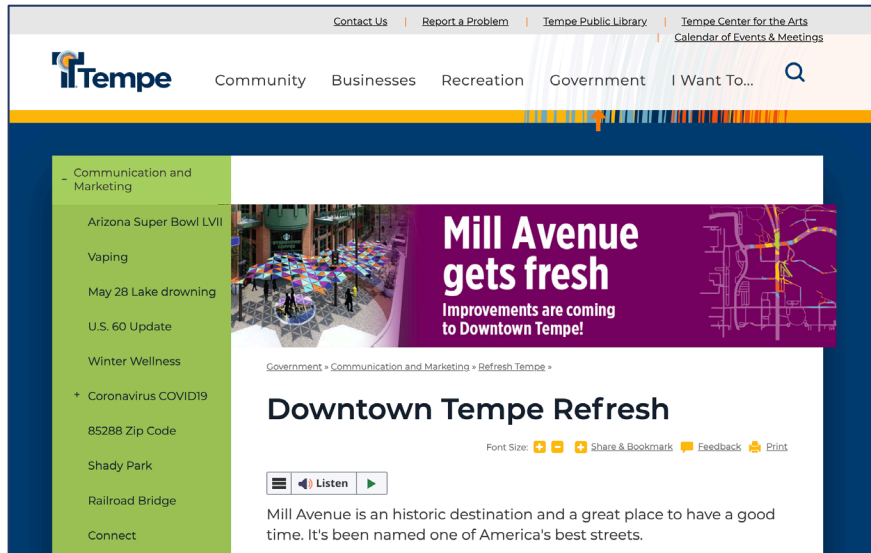 Contact Us | Report a Problem | Tempe Public Library | Tempe Center for the Arts
| Calendar of Events & Meetings
Tempe
Community Businesses Recreation Government I Want To...
- Communication and
Marketing
Arizona Super Bowl LVII
Vaping
May 28 Lake drowning
U.S. 60 Update
Winter Wellness
+ Coronavirus COVID19
85288 Zip Code
Shady Park
Railroad Bridge
Connect
Mill Avenue
gets fresh
Improvements are coming
to Downtown Tempe!
Government » Communication and Marketing » Refresh Tempe »
Downtown Tempe Refresh
Font Size: + - + Share & Bookmark Feedback Print
Listen
Mill Avenue is an historic destination and a great place to have a good
time. It's been named one of America's best streets.